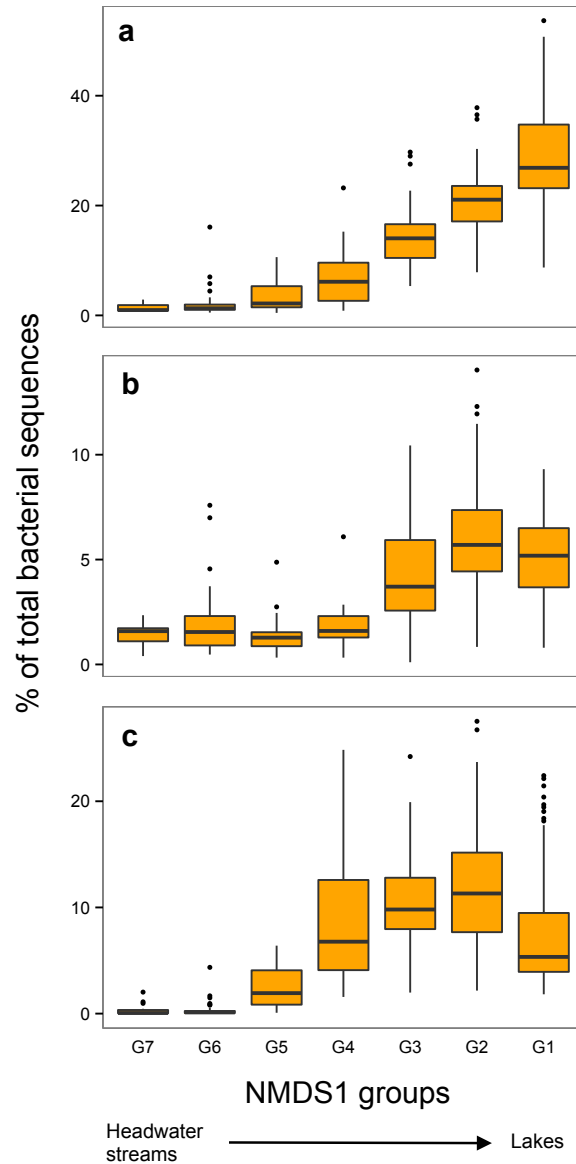 a
40
20
0
b
10
5
0
% of total bacterial sequences
c
20
10
0
G7 G6 G5 G4 G3 G2 G1
NMDS1 groups
Headwater
streams
Lakes